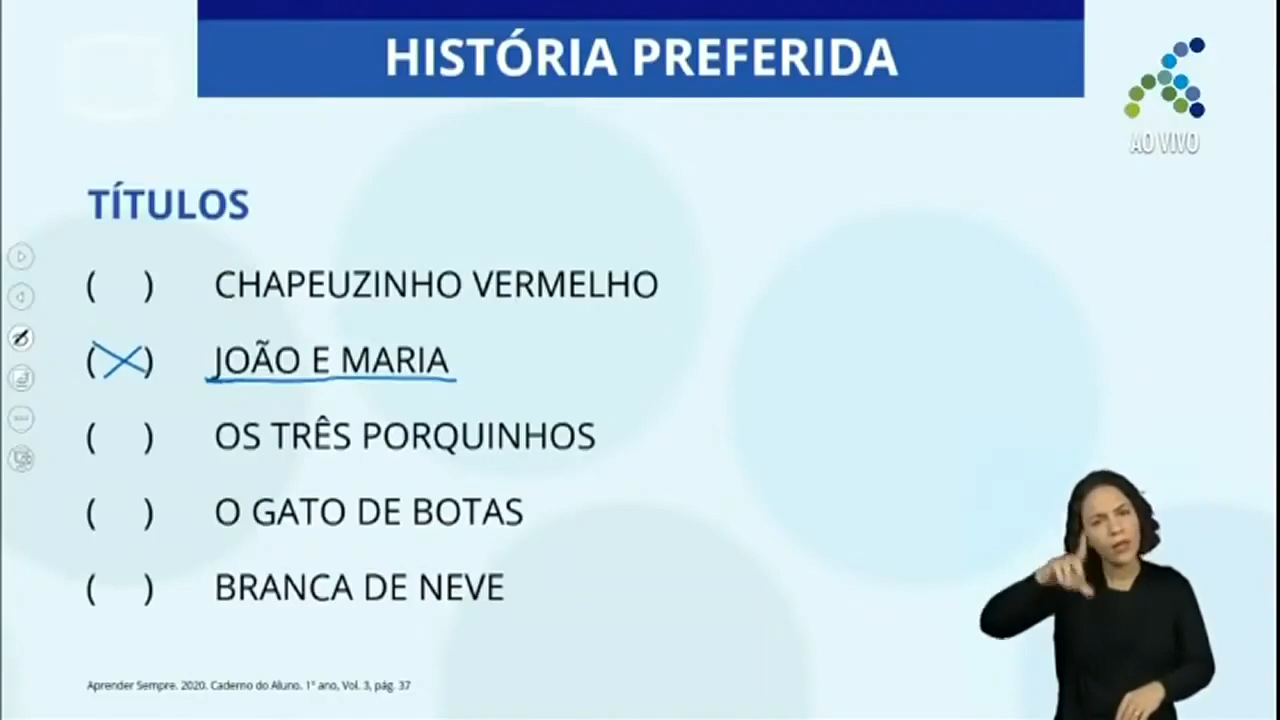 HISTÓRIA PREFERIDA
AO VIVO
TÍTULOS
( ) CHAPEUZINHO VERMELHO
(X) JOÃO E MARIA
( ) OS TRÊS PORQUINHOS
( ) O GATO DE BOTAS
( ) BRANCA DE NEVE
Aprender Sempre. 2020. Caderno do Aluno. 1° ano, Vol. 3, pág. 37